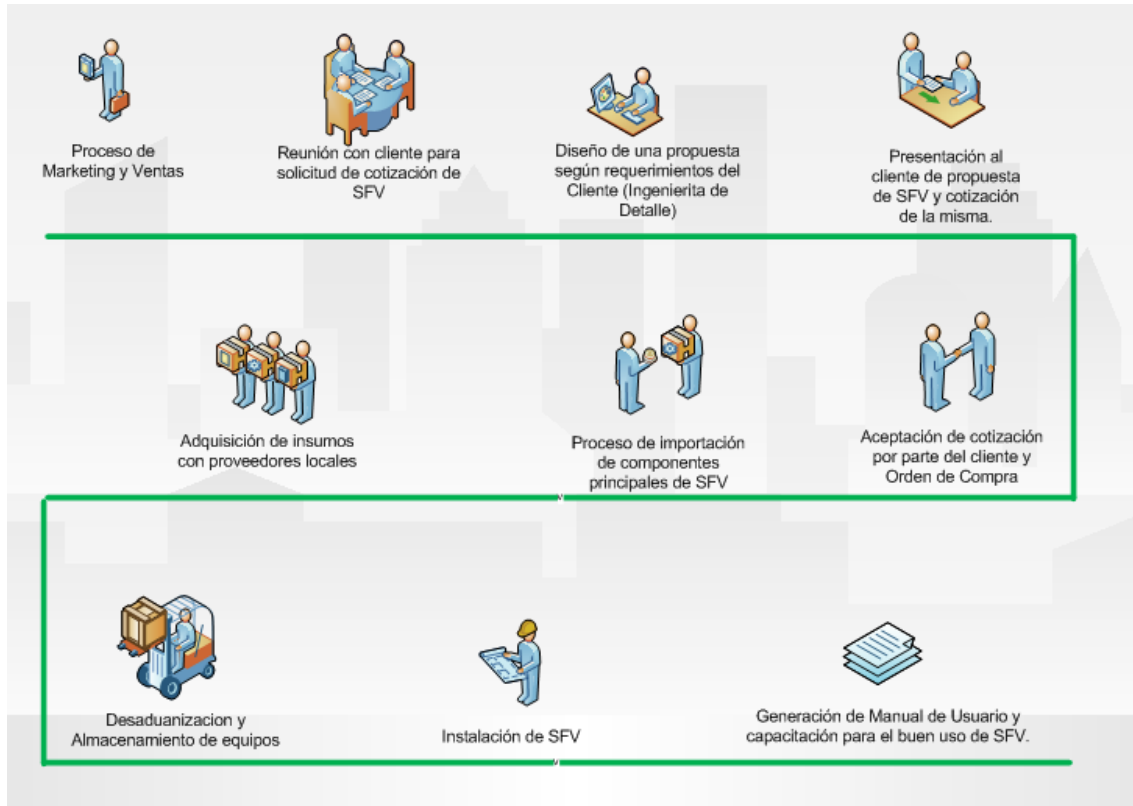 Proceso de
Marketing y Ventas
Reunión con cliente para
solicitud de cotización de
SFV
Diseño de una propuesta
según requerimientos del
Cliente (Ingenierita de
Detalle)
Presentación al
cliente de propuesta
de SFV y cotización
de la misma.
Adquisición de insumos
con proveedores locales
Proceso de importación
de componentes
principales de SFV
Aceptación de cotización
por parte del cliente y
Orden de Compra
Desaduanizacion y
Almacenamiento de equipos
Instalación de SFV
Generación de Manual de Usuario y
capacitación para el buen uso de SFV.